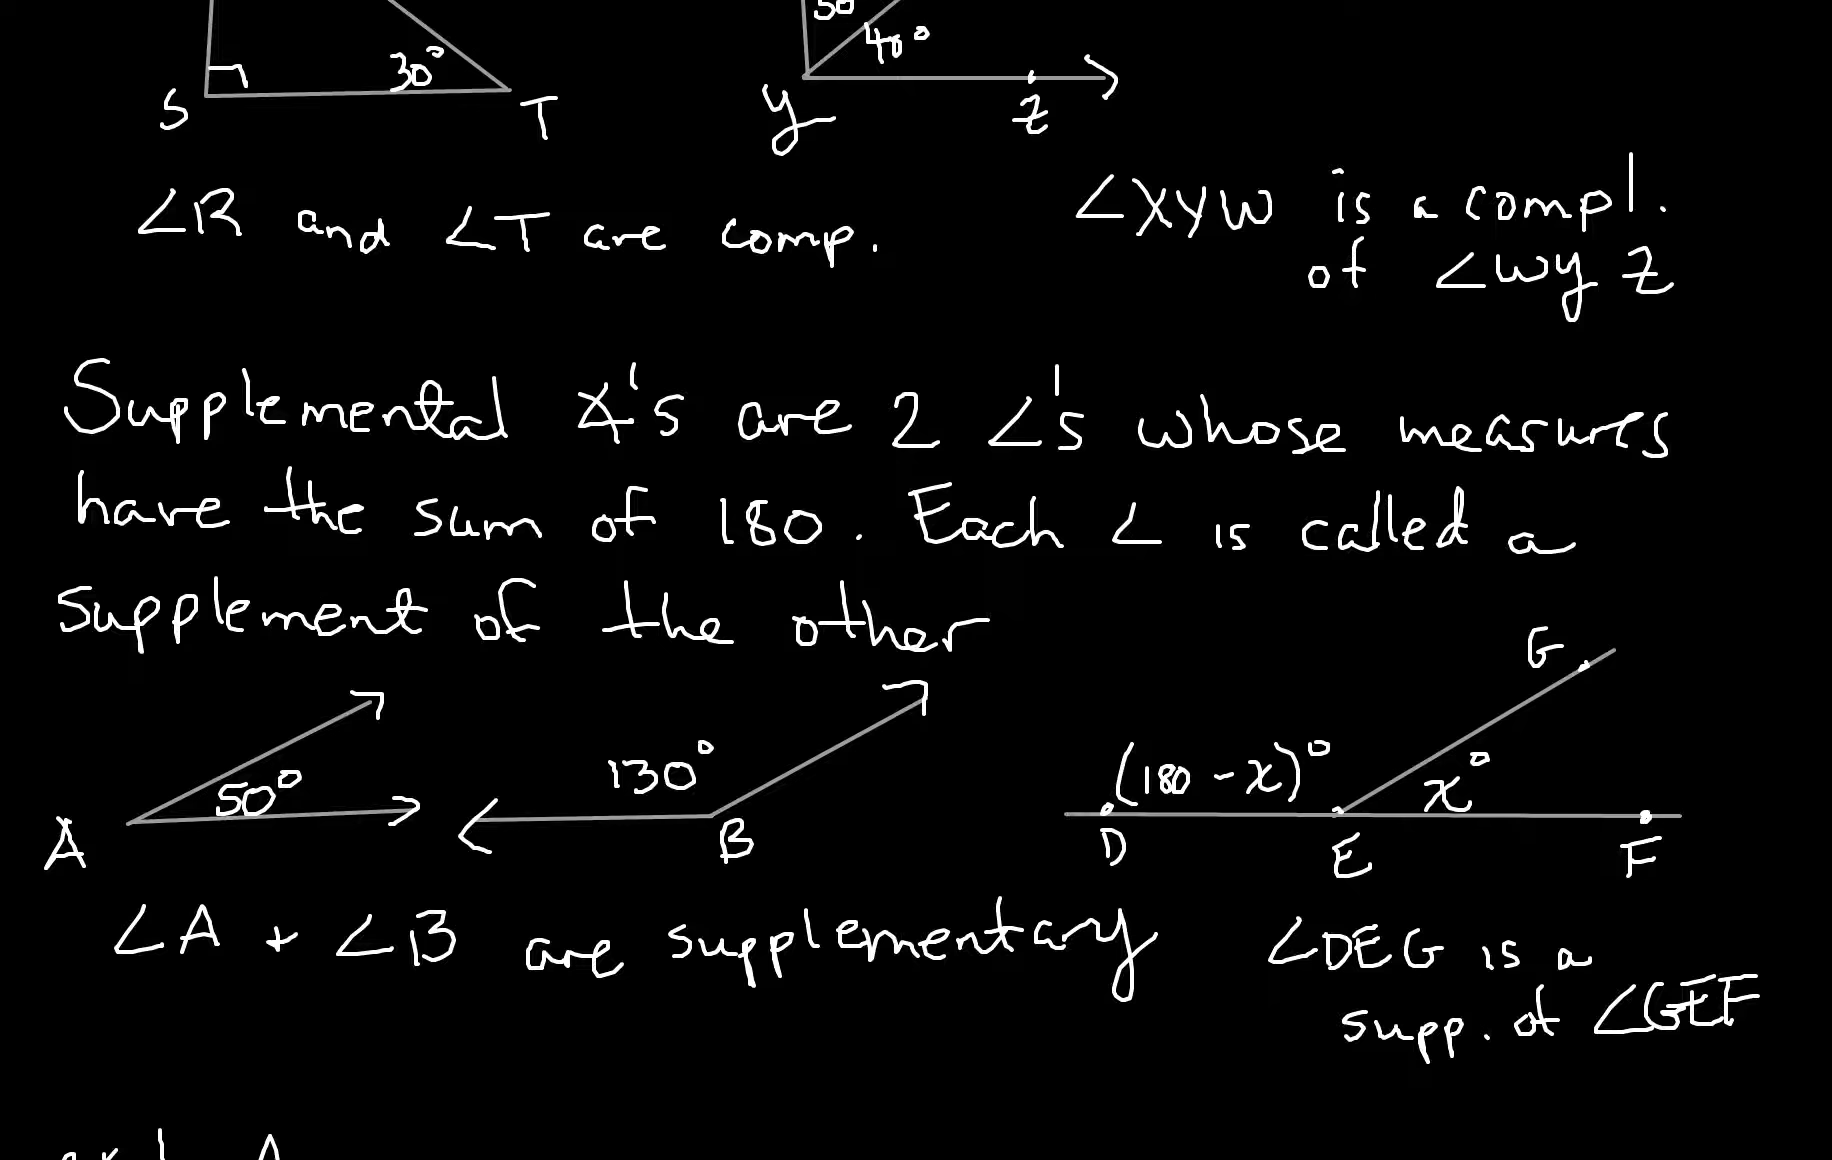 50
40°
30°
S
T
Y
Z
∠R and ∠T are comp.
∠XYW is a compl.
of ∠WYZ
Supplemental ∡'s are 2 ∠'s whose measures
have the sum of 180. Each ∠ is called a
supplement of the other
G
50°
130°
(180-x)°
x°
A
B
D
E
F
∠A + ∠B are supplementary
∠DEG is a
supp. of ∠GEF